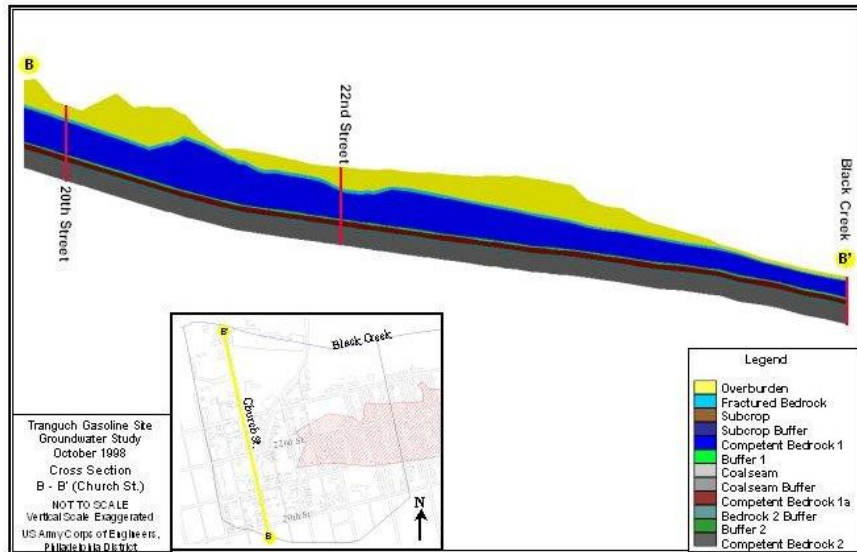 B
20th Street
22nd Street
Black Creek
B'
B'
Black Creek
Church St.
22nd St.
20th St.
B
N
Tranguch Gasoline Site
Groundwater Study
October 1998
Cross Section
B - B' (Church St.)
NOT TO SCALE
Vertical Scale Exaggerated
US Army Corps of Engineers,
Philadelphia District
Legend
Overburden
Fractured Bedrock
Subcrop
Subcrop Buffer
Competent Bedrock 1
Buffer 1
Coalseam
Coalseam Buffer
Competent Bedrock 1a
Bedrock 2 Buffer
Buffer 2
Competent Bedrock 2